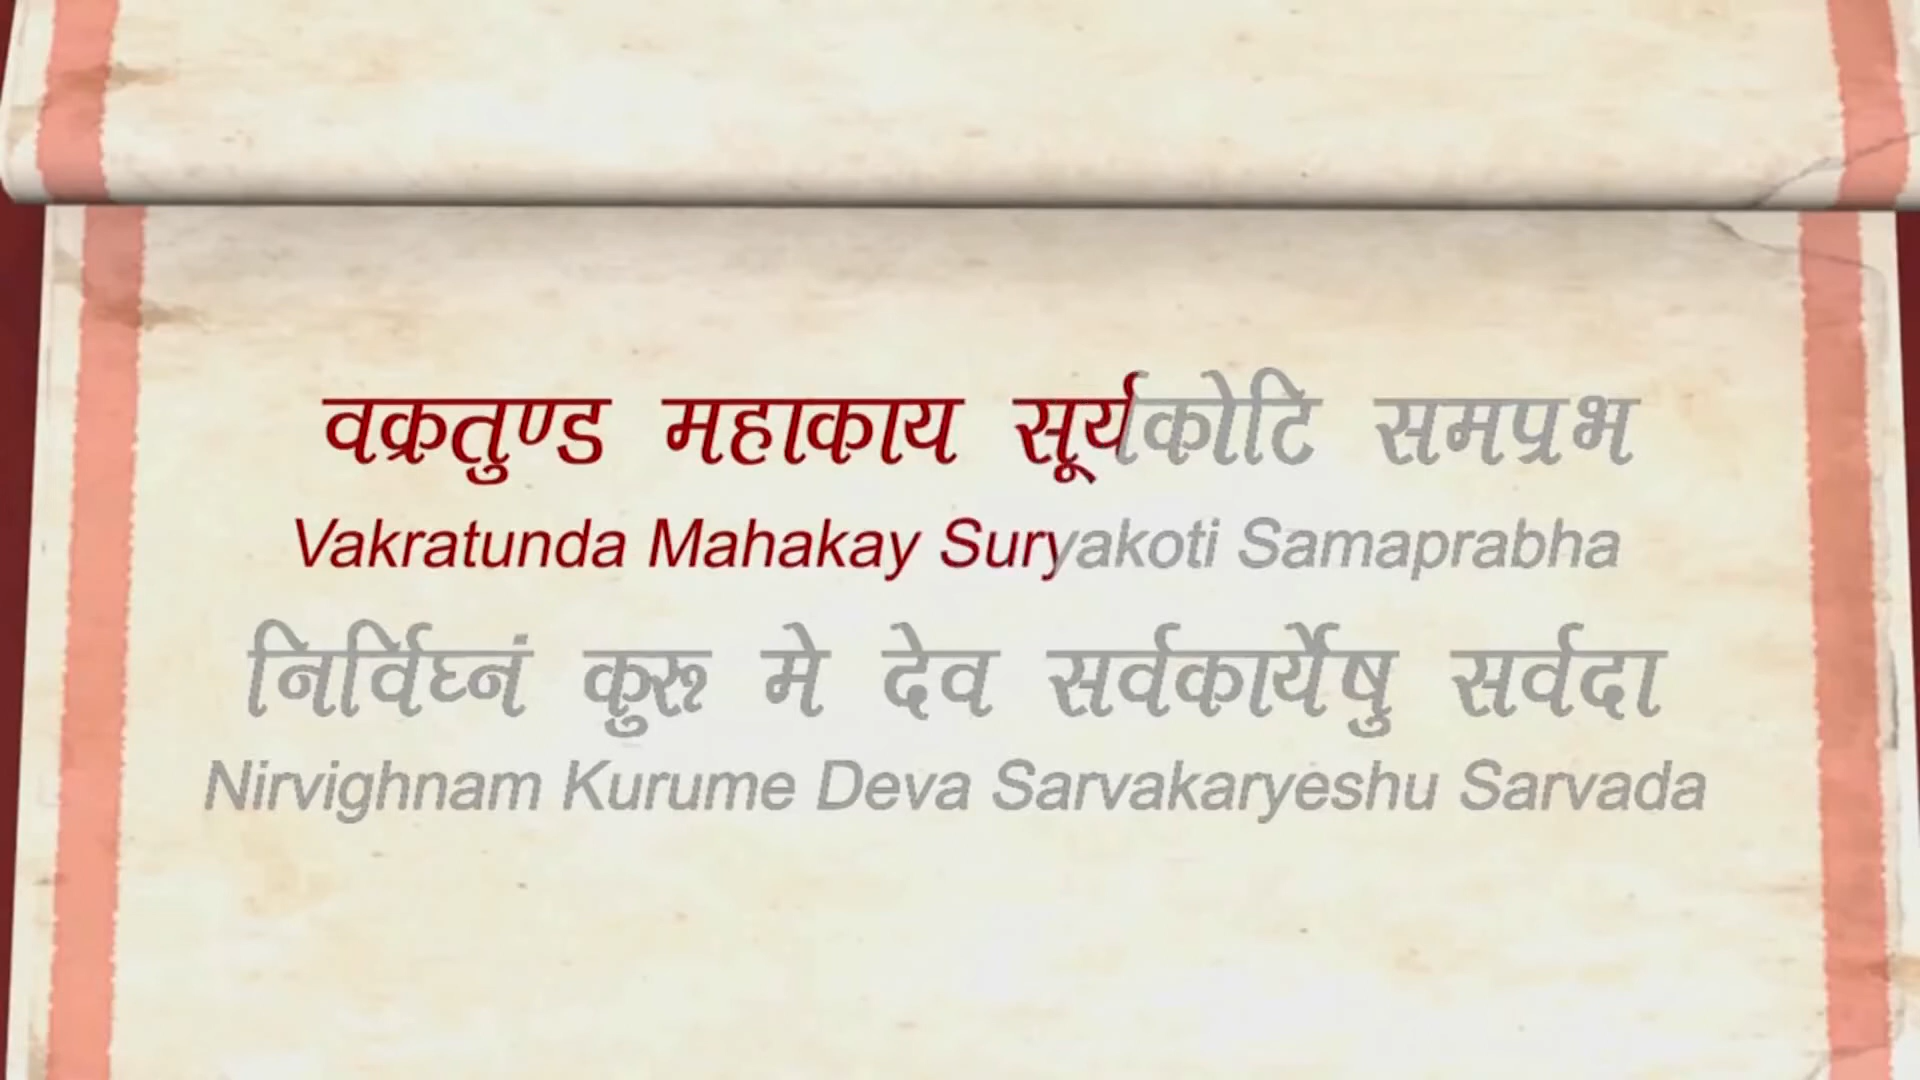 वक्रतुण्ड महाकाय सूर्यकोटि समप्रभ
Vakratunda Mahakay Suryakoti Samaprabha
निर्विघ्नं कुरू मे देव सर्वकार्येषु सर्वदा
Nirvighnam Kurume Deva Sarvakaryeshu Sarvada